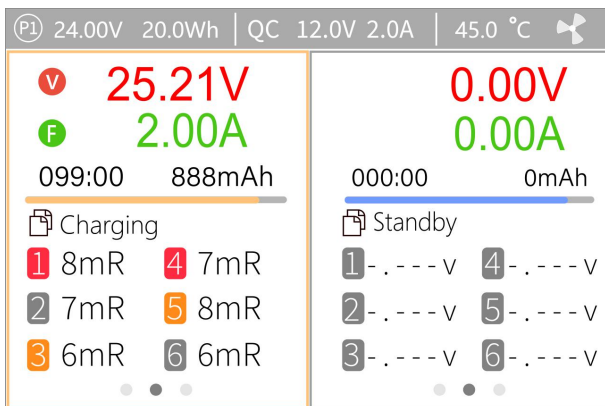 P1 24.00V 20.0Wh QC 12.0V 2.0A 45.0 °C
V 25.21V
F 2.00A
099:00 888mAh
Charging
1 8mR 4 7mR
2 7mR 5 8mR
3 6mR 6 6mR
0.00V
0.00A
000:00 0mAh
Standby
1 -.---V 4 -.---V
2 -.---V 5 -.---V
3 -.---V 6 -.---V